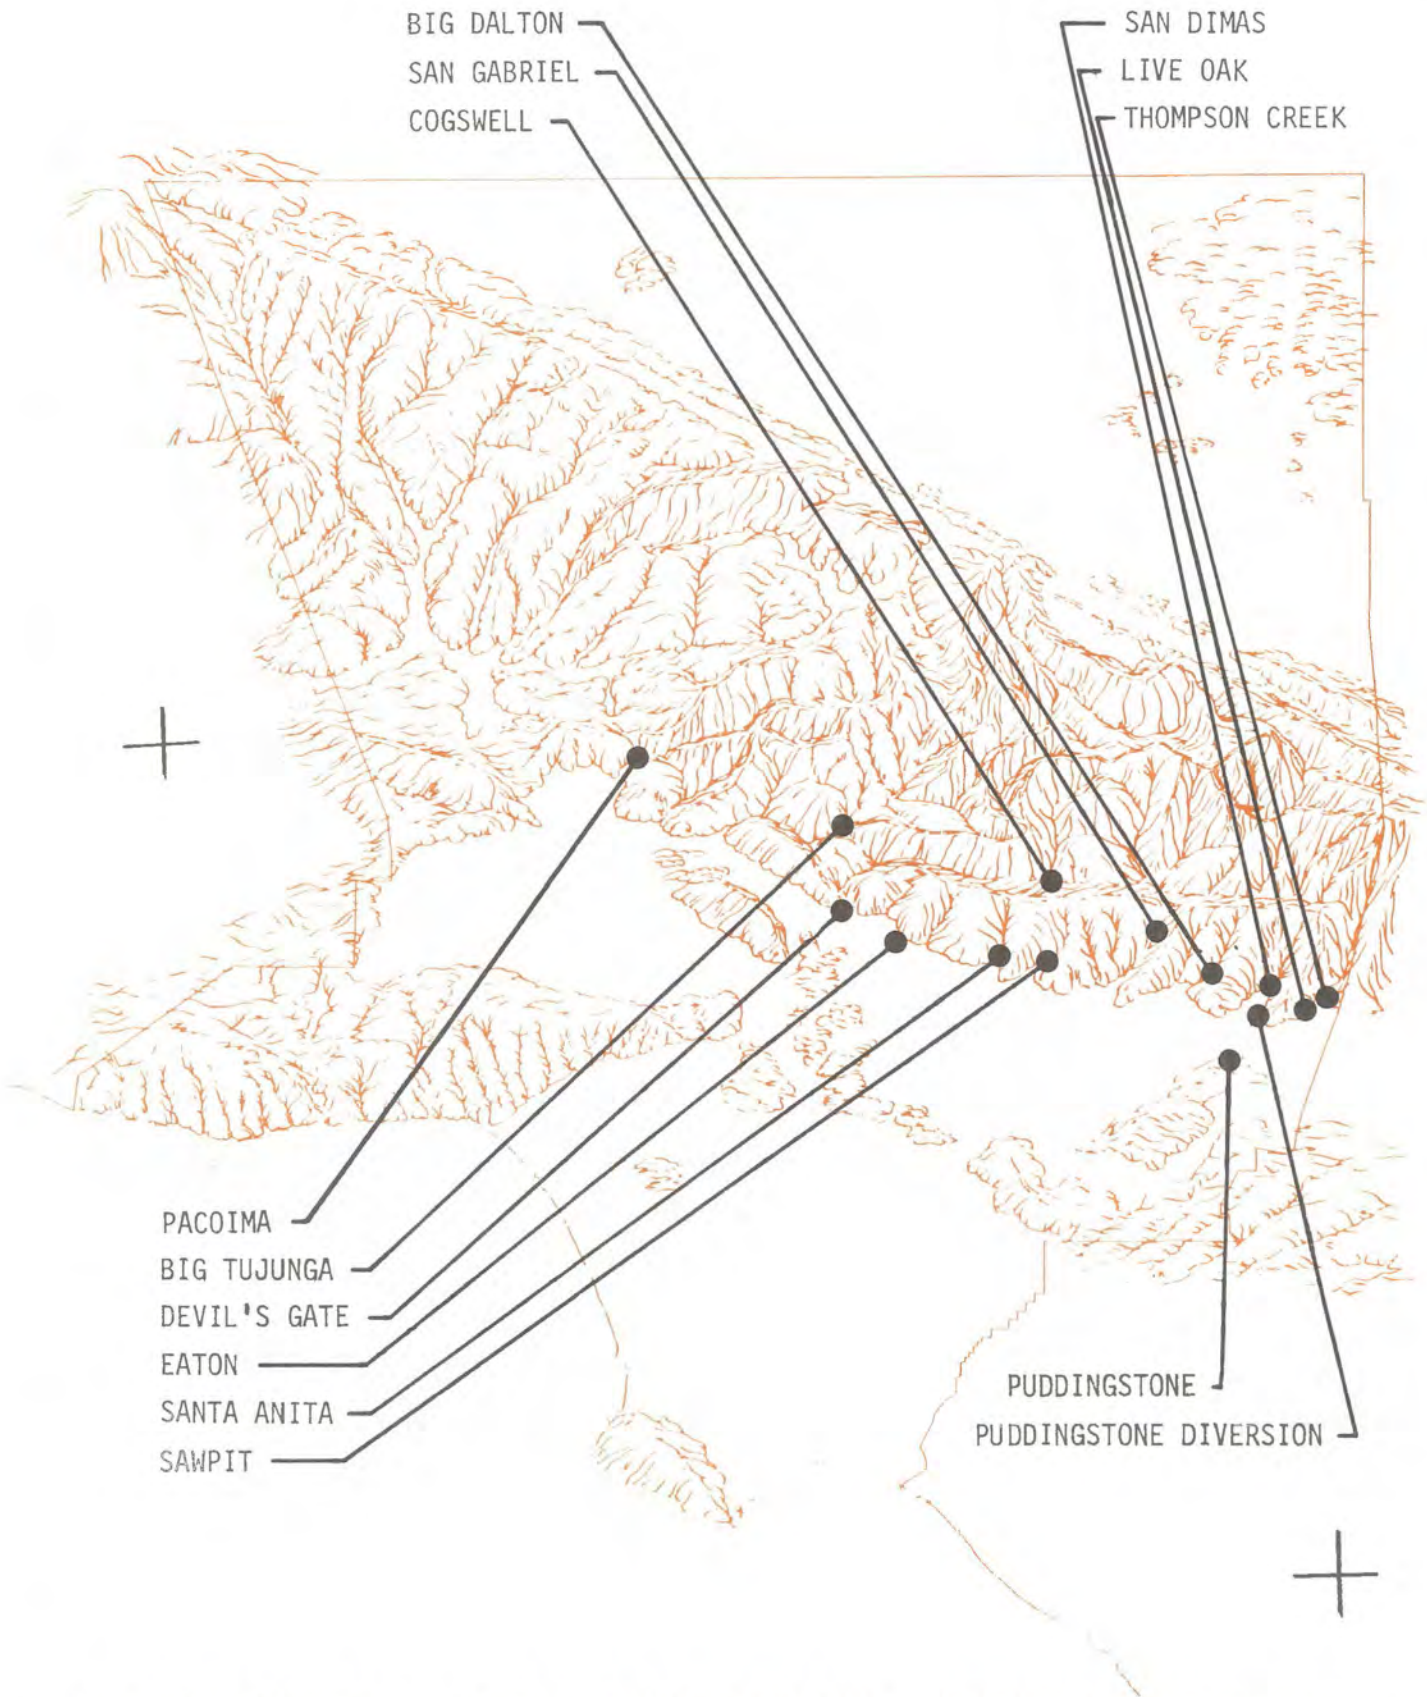 BIG DALTON
SAN GABRIEL
COGSWELL
SAN DIMAS
LIVE OAK
THOMPSON CREEK
PACOIMA
BIG TUJUNGA
DEVIL'S GATE
EATON
SANTA ANITA
SAWPIT
PUDDINGSTONE
PUDDINGSTONE DIVERSION